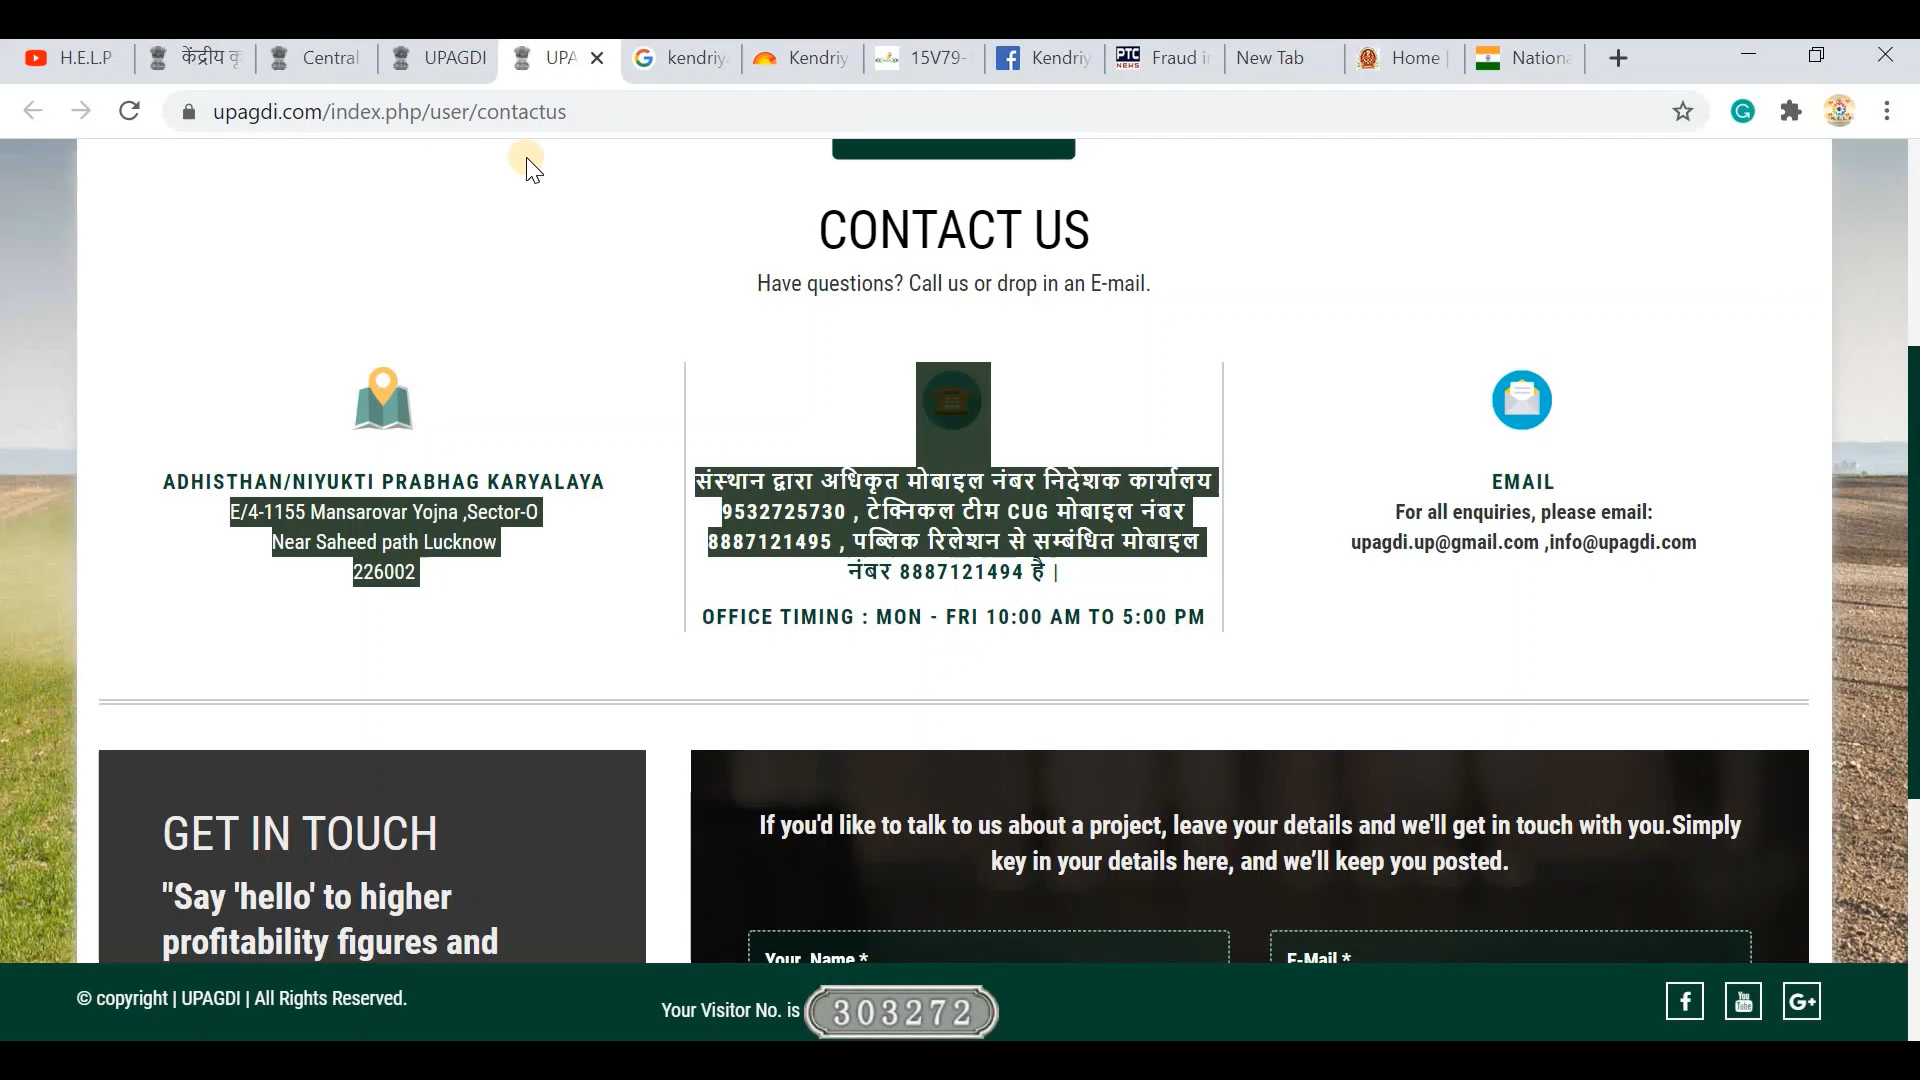 H.E.L.P
केंद्रीय कृ
Central
UPAGDI
UPA
kendriy
Kendriy
15V79-
Kendriy
PTC NEWS
Fraud in
New Tab
Home
Nationa
upagdi.com/index.php/user/contactus
CONTACT US
Have questions? Call us or drop in an E-mail.
ADHISTHAN/NIYUKTI PRABHAG KARYALAYA
E/4-1155 Mansarovar Yojna ,Sector-O
Near Saheed path Lucknow
226002
संस्थान द्वारा अधिकृत मोबाइल नंबर निदेशक कार्यालय
9532725730 , टेक्निकल टीम CUG मोबाइल नंबर
8887121495 , पब्लिक रिलेशन से सम्बंधित मोबाइल
नंबर 8887121494 है |
OFFICE TIMING : MON - FRI 10:00 AM TO 5:00 PM
EMAIL
For all enquiries, please email:
upagdi.up@gmail.com ,info@upagdi.com
GET IN TOUCH
"Say 'hello' to higher
profitability figures and
If you'd like to talk to us about a project, leave your details and we'll get in touch with you.Simply
key in your details here, and we’ll keep you posted.
Your Name *
E-Mail *
© copyright | UPAGDI | All Rights Reserved.
Your Visitor No. is 303272
You Tube
G+